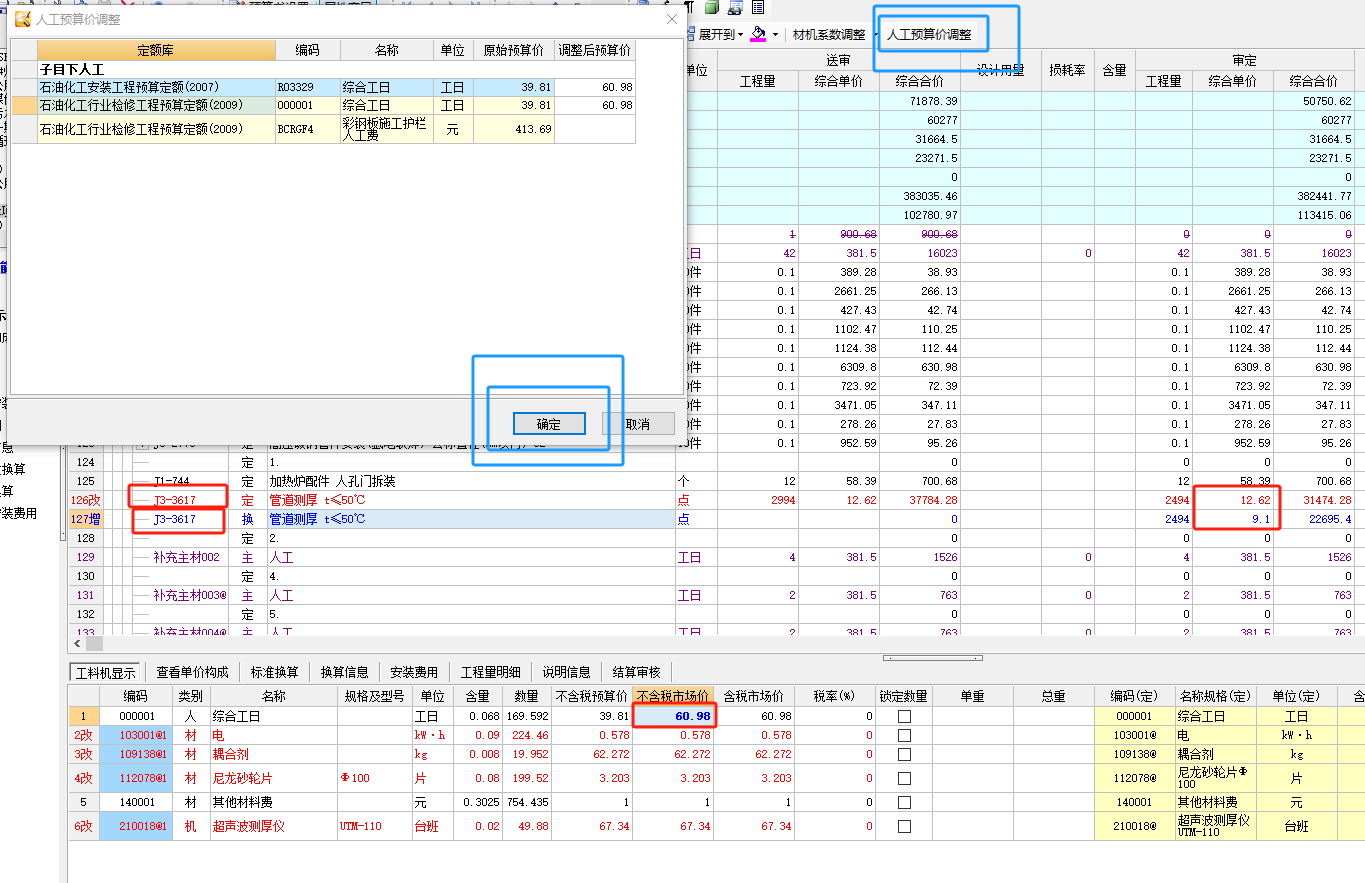 人工预算价调整
定额库 编码 名称 单位 原始预算价 调整后预算价
子目下人工
石油化工安装工程预算定额(2007) R03329 综合工日 工日 39.81 60.98
石油化工行业检修工程预算定额(2009) 000001 综合工日 工日 39.81 60.98
石油化工行业检修工程预算定额(2009) BCRGF4 彩钢板施工护栏人工费 元 413.69
确定 取消
展开到 材机系数调整 人工预算价调整
单位 送审 设计用量 损耗率 含量 审定
工程量 综合单价 综合合价 工程量 综合单价 综合合价
71878.39 50750.62
60277 60277
31664.5 31664.5
23271.5 23271.5
0 0
383035.46 382441.77
102780.97 113415.06
1 900.68 900.68 0 0 0
工日 42 381.5 16023 0 42 381.5 16023
件 0.1 389.28 38.93 0.1 389.28 38.93
件 0.1 2661.25 266.13 0.1 2661.25 266.13
件 0.1 427.43 42.74 0.1 427.43 42.74
件 0.1 1102.47 110.25 0.1 1102.47 110.25
件 0.1 1124.38 112.44 0.1 1124.38 112.44
件 0.1 6309.8 630.98 0.1 6309.8 630.98
件 0.1 723.92 72.39 0.1 723.92 72.39
件 0.1 3471.05 347.11 0.1 3471.05 347.11
件 0.1 278.26 27.83 0.1 278.26 27.83
件 0.1 952.59 95.26 0.1 952.59 95.26
124 定 1. 0 0 0
125 J1-744 定 加热炉配件 人孔门拆装 个 12 58.39 700.68 12 58.39 700.68
126改 J3-3617 定 管道测厚 t≤50℃ 点 2994 12.62 37784.28 2494 12.62 31474.28
127增 J3-3617 换 管道测厚 t≤50℃ 点 0 2494 9.1 22695.4
128 定 2. 0 0 0
129 补充主材002 主 人工 工日 4 381.5 1526 0 4 381.5 1526
130 定 4. 0 0 0
131 补充主材003@ 主 人工 工日 2 381.5 763 0 2 381.5 763
132 定 5. 0 0 0
133 补充主材004@ 主 人工 工日 2 381.5 763 0 2 381.5 763
换算
算
装费用
工料机显示 查看单价构成 标准换算 换算信息 安装费用 工程量明细 说明信息 结算审核
编码 类别 名称 规格及型号 单位 含量 数量 不含税预算价 不含税市场价 含税市场价 税率(%) 锁定数量 单重 总重 编码(定) 名称规格(定) 单位(定) 含
1 000001 人 综合工日 工日 0.068 169.592 39.81 60.98 60.98 0 000001 综合工日 工日
2改 103001@1 材 电 kW·h 0.09 224.46 0.578 0.578 0.578 0 103001@ 电 kW·h
3改 109138@1 材 耦合剂 kg 0.008 19.952 62.272 62.272 62.272 0 109138@ 耦合剂 kg
4改 112078@1 材 尼龙砂轮片 Φ100 片 0.08 199.52 3.203 3.203 3.203 0 112078@ 尼龙砂轮片Φ100 片
5 140001 材 其他材料费 元 0.3025 754.435 1 1 1 0 140001 其他材料费 元
6改 210018@1 机 超声波测厚仪 UTM-110 台班 0.02 49.88 67.34 67.34 67.34 0 210018@ 超声波测厚仪UTM-110 台班